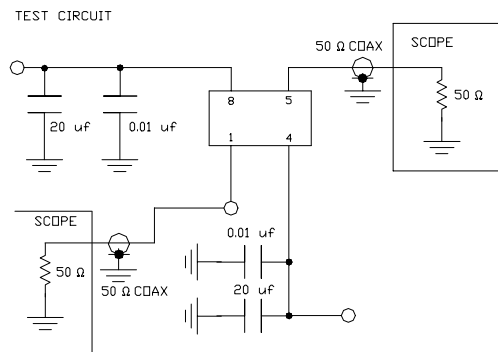 TEST CIRCUIT
50 Ω COAX
SCOPE
8
5
50 Ω
20 uf
0.01 uf
1
4
SCOPE
0.01 uf
50 Ω
50 Ω COAX
20 uf